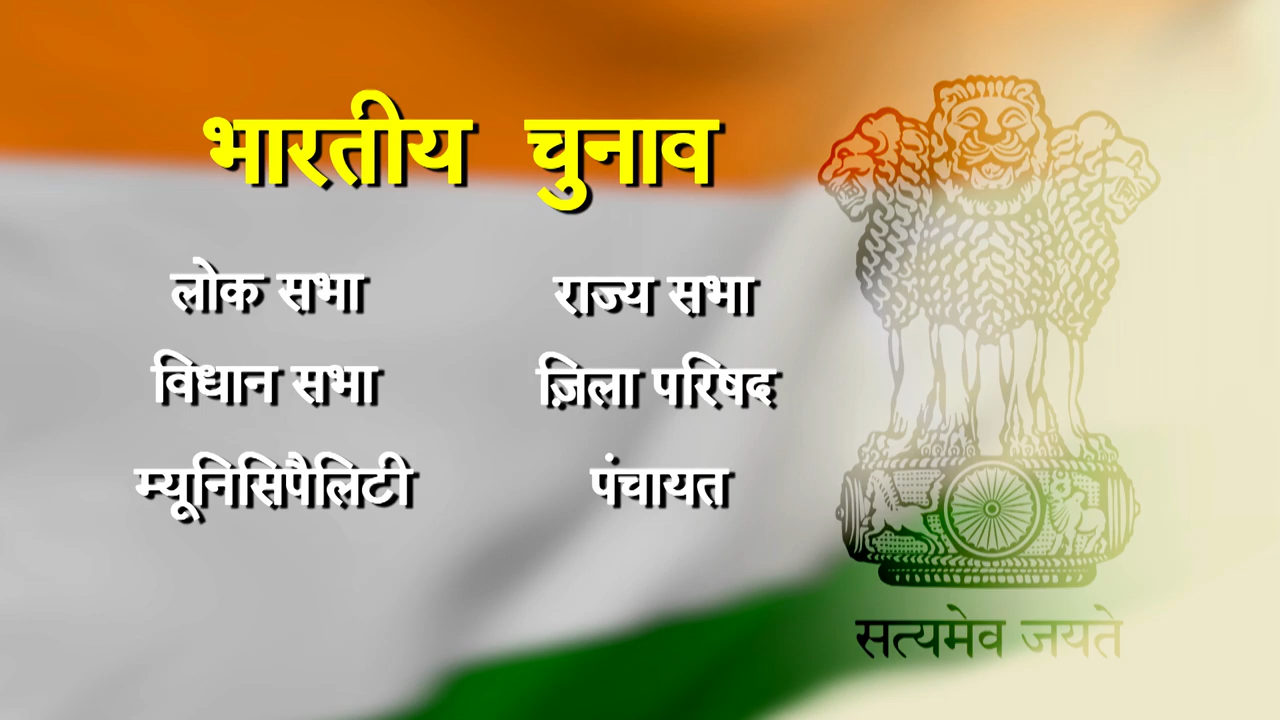 भारतीय चुनाव
लोक सभा
राज्य सभा
विधान सभा
ज़िला परिषद
म्यूनिसिपैलिटी
पंचायत
सत्यमेव जयते